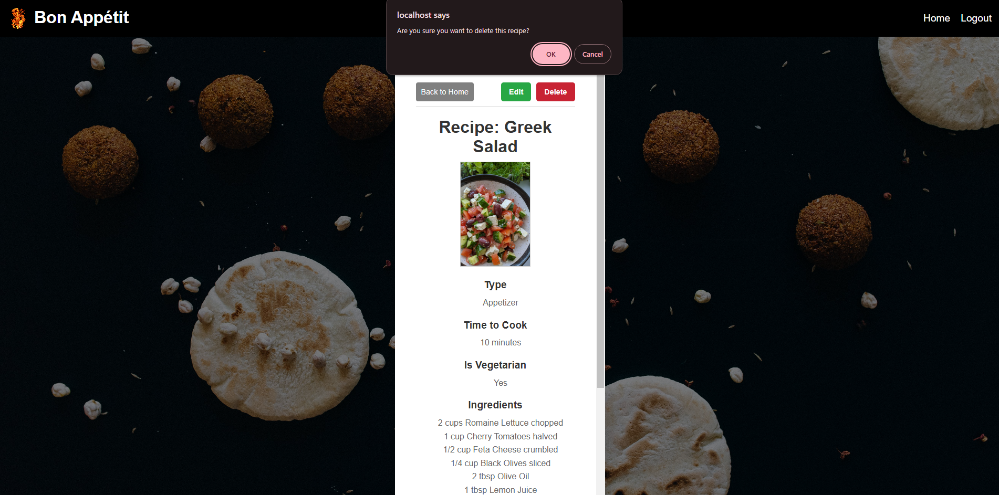 Bon Appétit
Home
Logout
localhost says
Are you sure you want to delete this recipe?
OK
Cancel
Back to Home
Edit
Delete
Recipe: Greek
Salad
Type
Appetizer
Time to Cook
10 minutes
Is Vegetarian
Yes
Ingredients
2 cups Romaine Lettuce chopped
1 cup Cherry Tomatoes halved
1/2 cup Feta Cheese crumbled
1/4 cup Black Olives sliced
2 tbsp Olive Oil
1 tbsp Lemon Juice